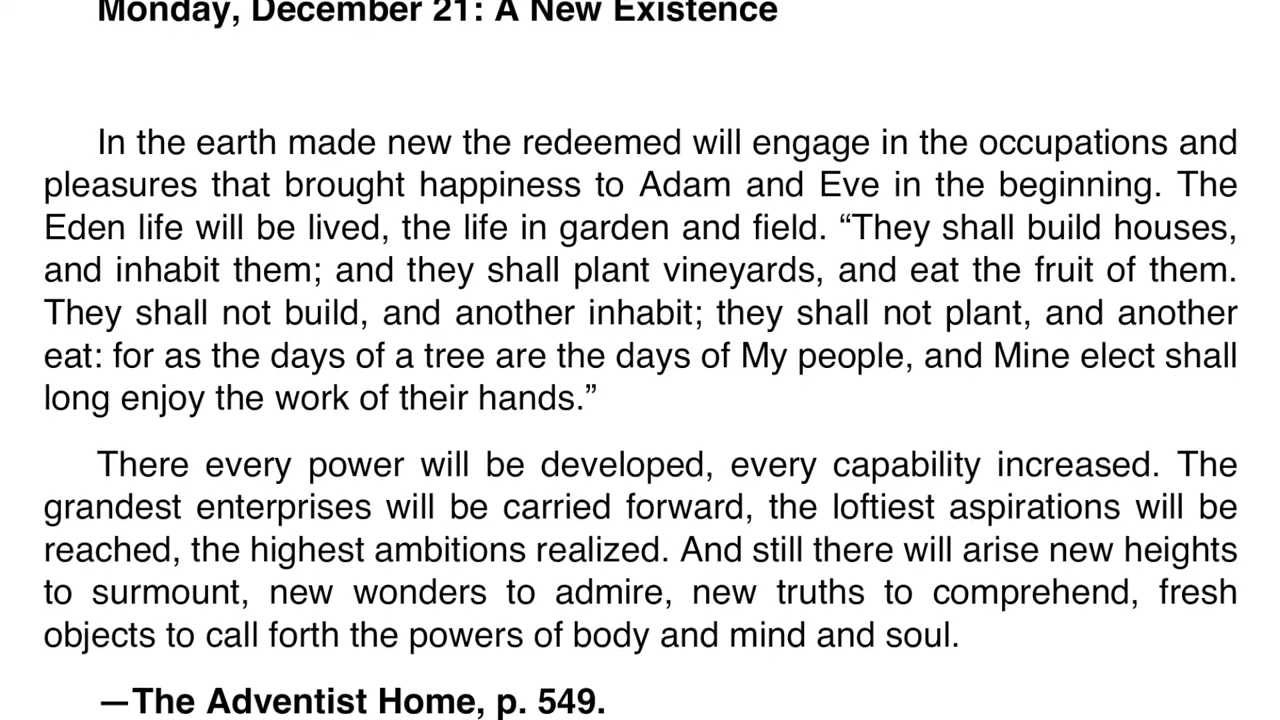 Monday, December 21: A New Existence
In the earth made new the redeemed will engage in the occupations and
pleasures that brought happiness to Adam and Eve in the beginning. The
Eden life will be lived, the life in garden and field. “They shall build houses,
and inhabit them; and they shall plant vineyards, and eat the fruit of them.
They shall not build, and another inhabit; they shall not plant, and another
eat: for as the days of a tree are the days of My people, and Mine elect shall
long enjoy the work of their hands.”
There every power will be developed, every capability increased. The
grandest enterprises will be carried forward, the loftiest aspirations will be
reached, the highest ambitions realized. And still there will arise new heights
to surmount, new wonders to admire, new truths to comprehend, fresh
objects to call forth the powers of body and mind and soul.
—The Adventist Home, p. 549.